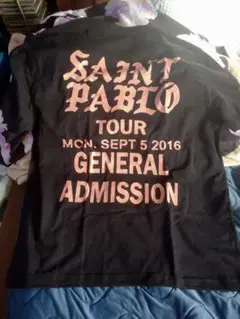 SAINT
PABLO
TOUR
MON. SEPT 5 2016
GENERAL
ADMISSION